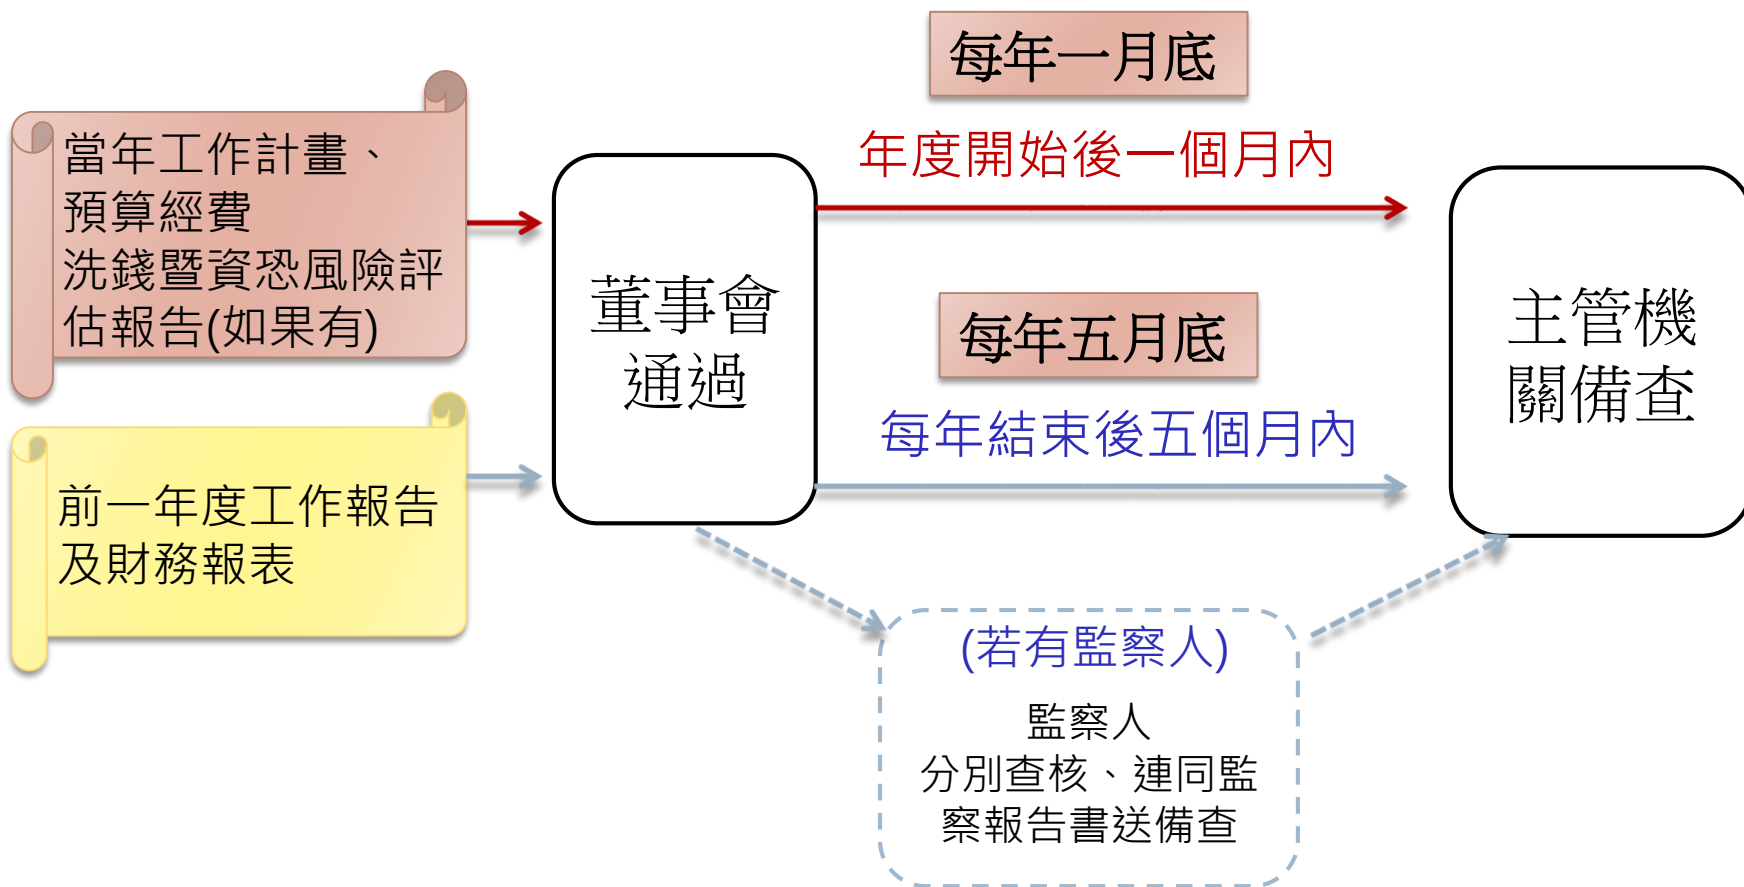 每年一月底
年度開始後一個月內
當年工作計畫、
預算經費
洗錢暨資恐風險評
估報告(如果有)
董事會
通過
每年五月底
每年結束後五個月內
主管機
關備查
前一年度工作報告
及財務報表
(若有監察人)
監察人
分別查核、連同監
察報告書送備查